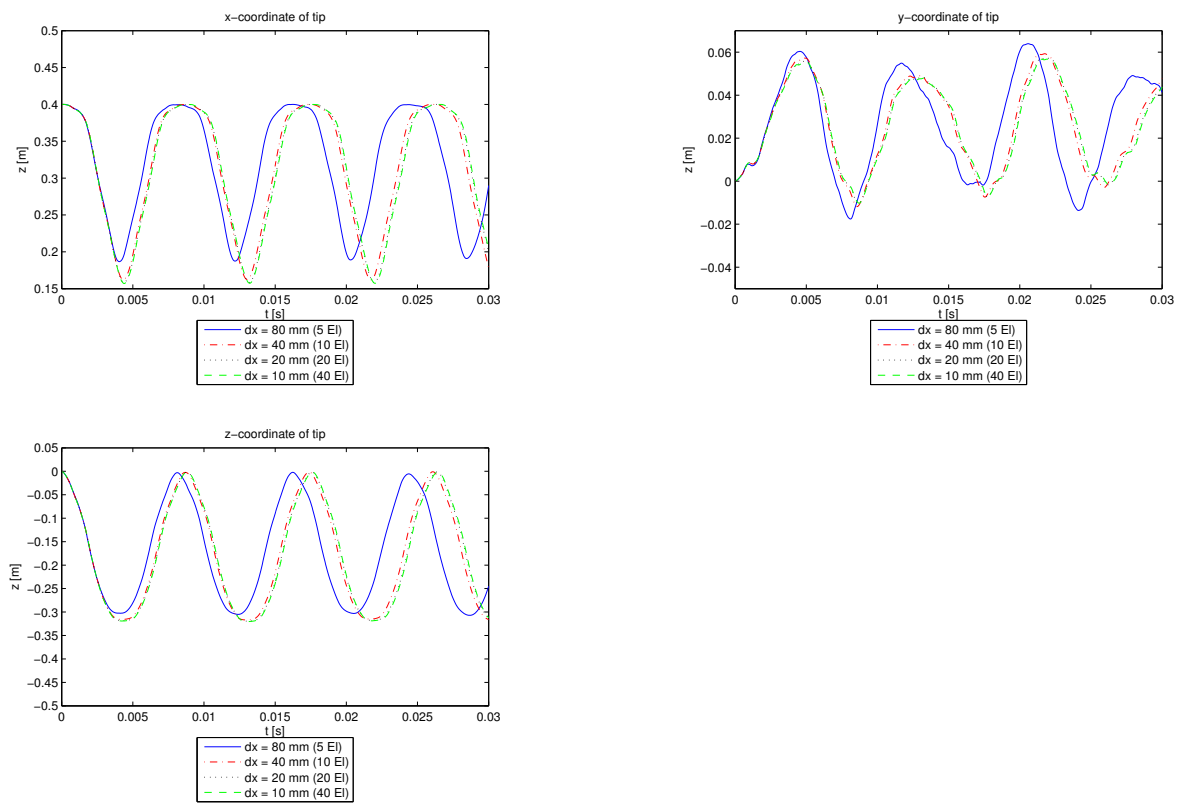 x−coordinate of tip
0.5
0.45
0.4
0.35
0.3
0.25
0.2
0.15
z [m]
0 0.005 0.01 0.015 0.02 0.025 0.03
t [s]
dx = 80 mm (5 El)
dx = 40 mm (10 El)
dx = 20 mm (20 El)
dx = 10 mm (40 El)
y−coordinate of tip
0.06
0.04
0.02
0
−0.02
−0.04
z [m]
0 0.005 0.01 0.015 0.02 0.025 0.03
t [s]
dx = 80 mm (5 El)
dx = 40 mm (10 El)
dx = 20 mm (20 El)
dx = 10 mm (40 El)
z−coordinate of tip
0.05
0
−0.05
−0.1
−0.15
−0.2
−0.25
−0.3
−0.35
−0.4
−0.45
−0.5
z [m]
0 0.005 0.01 0.015 0.02 0.025 0.03
t [s]
dx = 80 mm (5 El)
dx = 40 mm (10 El)
dx = 20 mm (20 El)
dx = 10 mm (40 El)